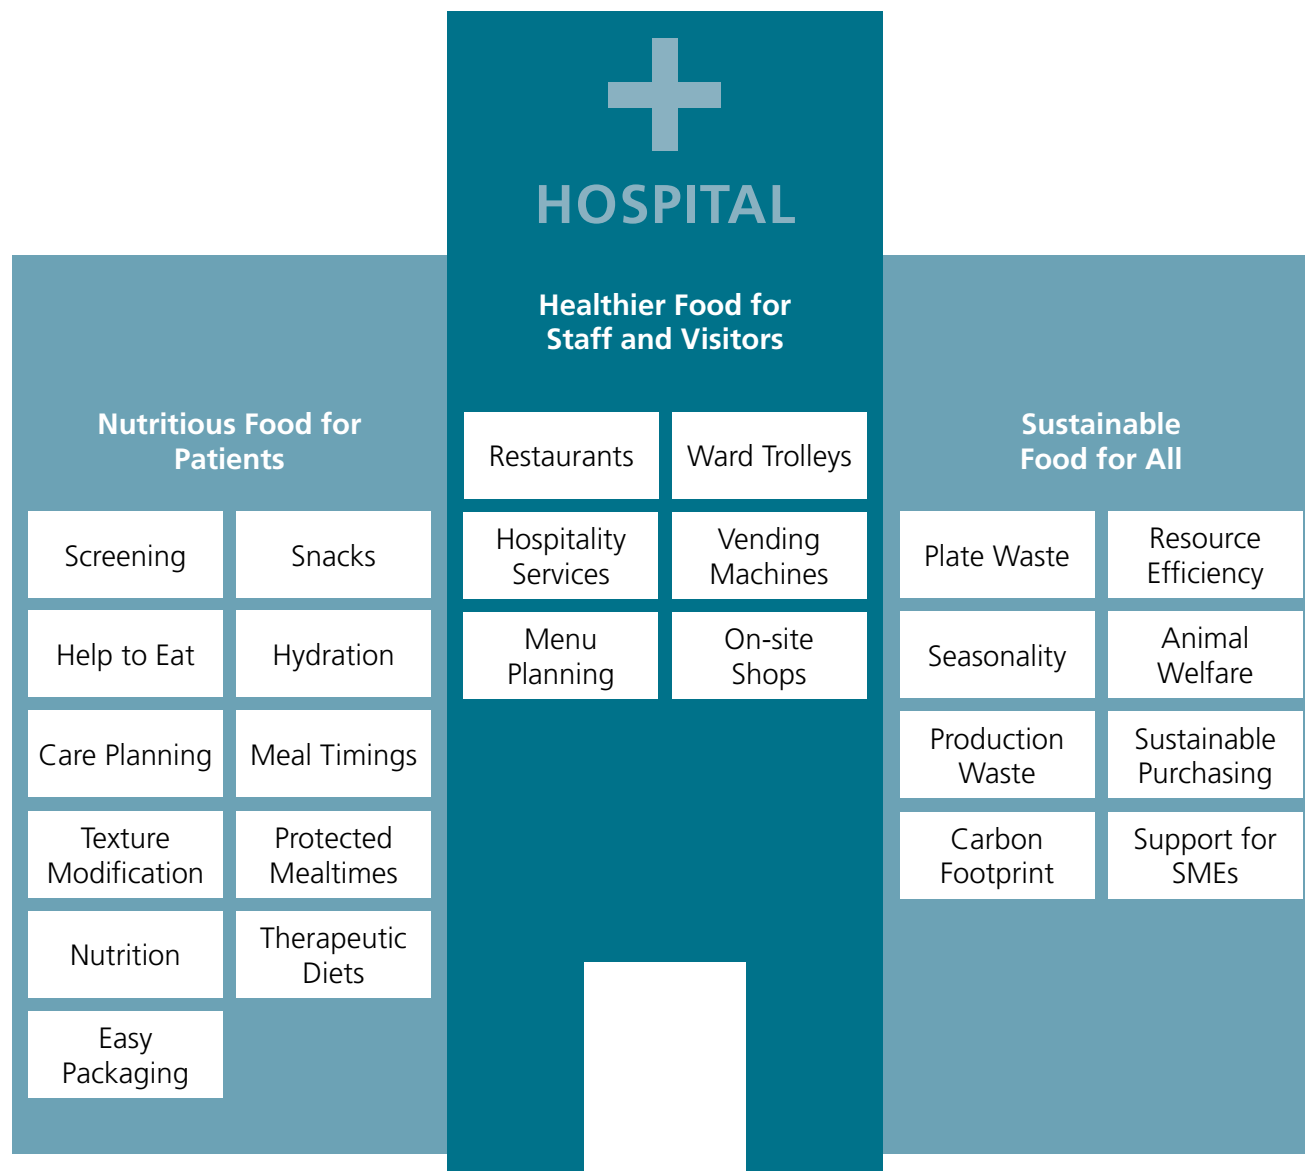 HOSPITAL
Healthier Food for
Staff and Visitors
Restaurants
Ward Trolleys
Hospitality
Services
Vending
Machines
Menu
Planning
On-site
Shops
Nutritious Food for
Patients
Screening
Snacks
Help to Eat
Hydration
Care Planning
Meal Timings
Texture
Modification
Protected
Mealtimes
Nutrition
Therapeutic
Diets
Easy
Packaging
Sustainable
Food for All
Plate Waste
Resource
Efficiency
Seasonality
Animal
Welfare
Production
Waste
Sustainable
Purchasing
Carbon
Footprint
Support for
SMEs